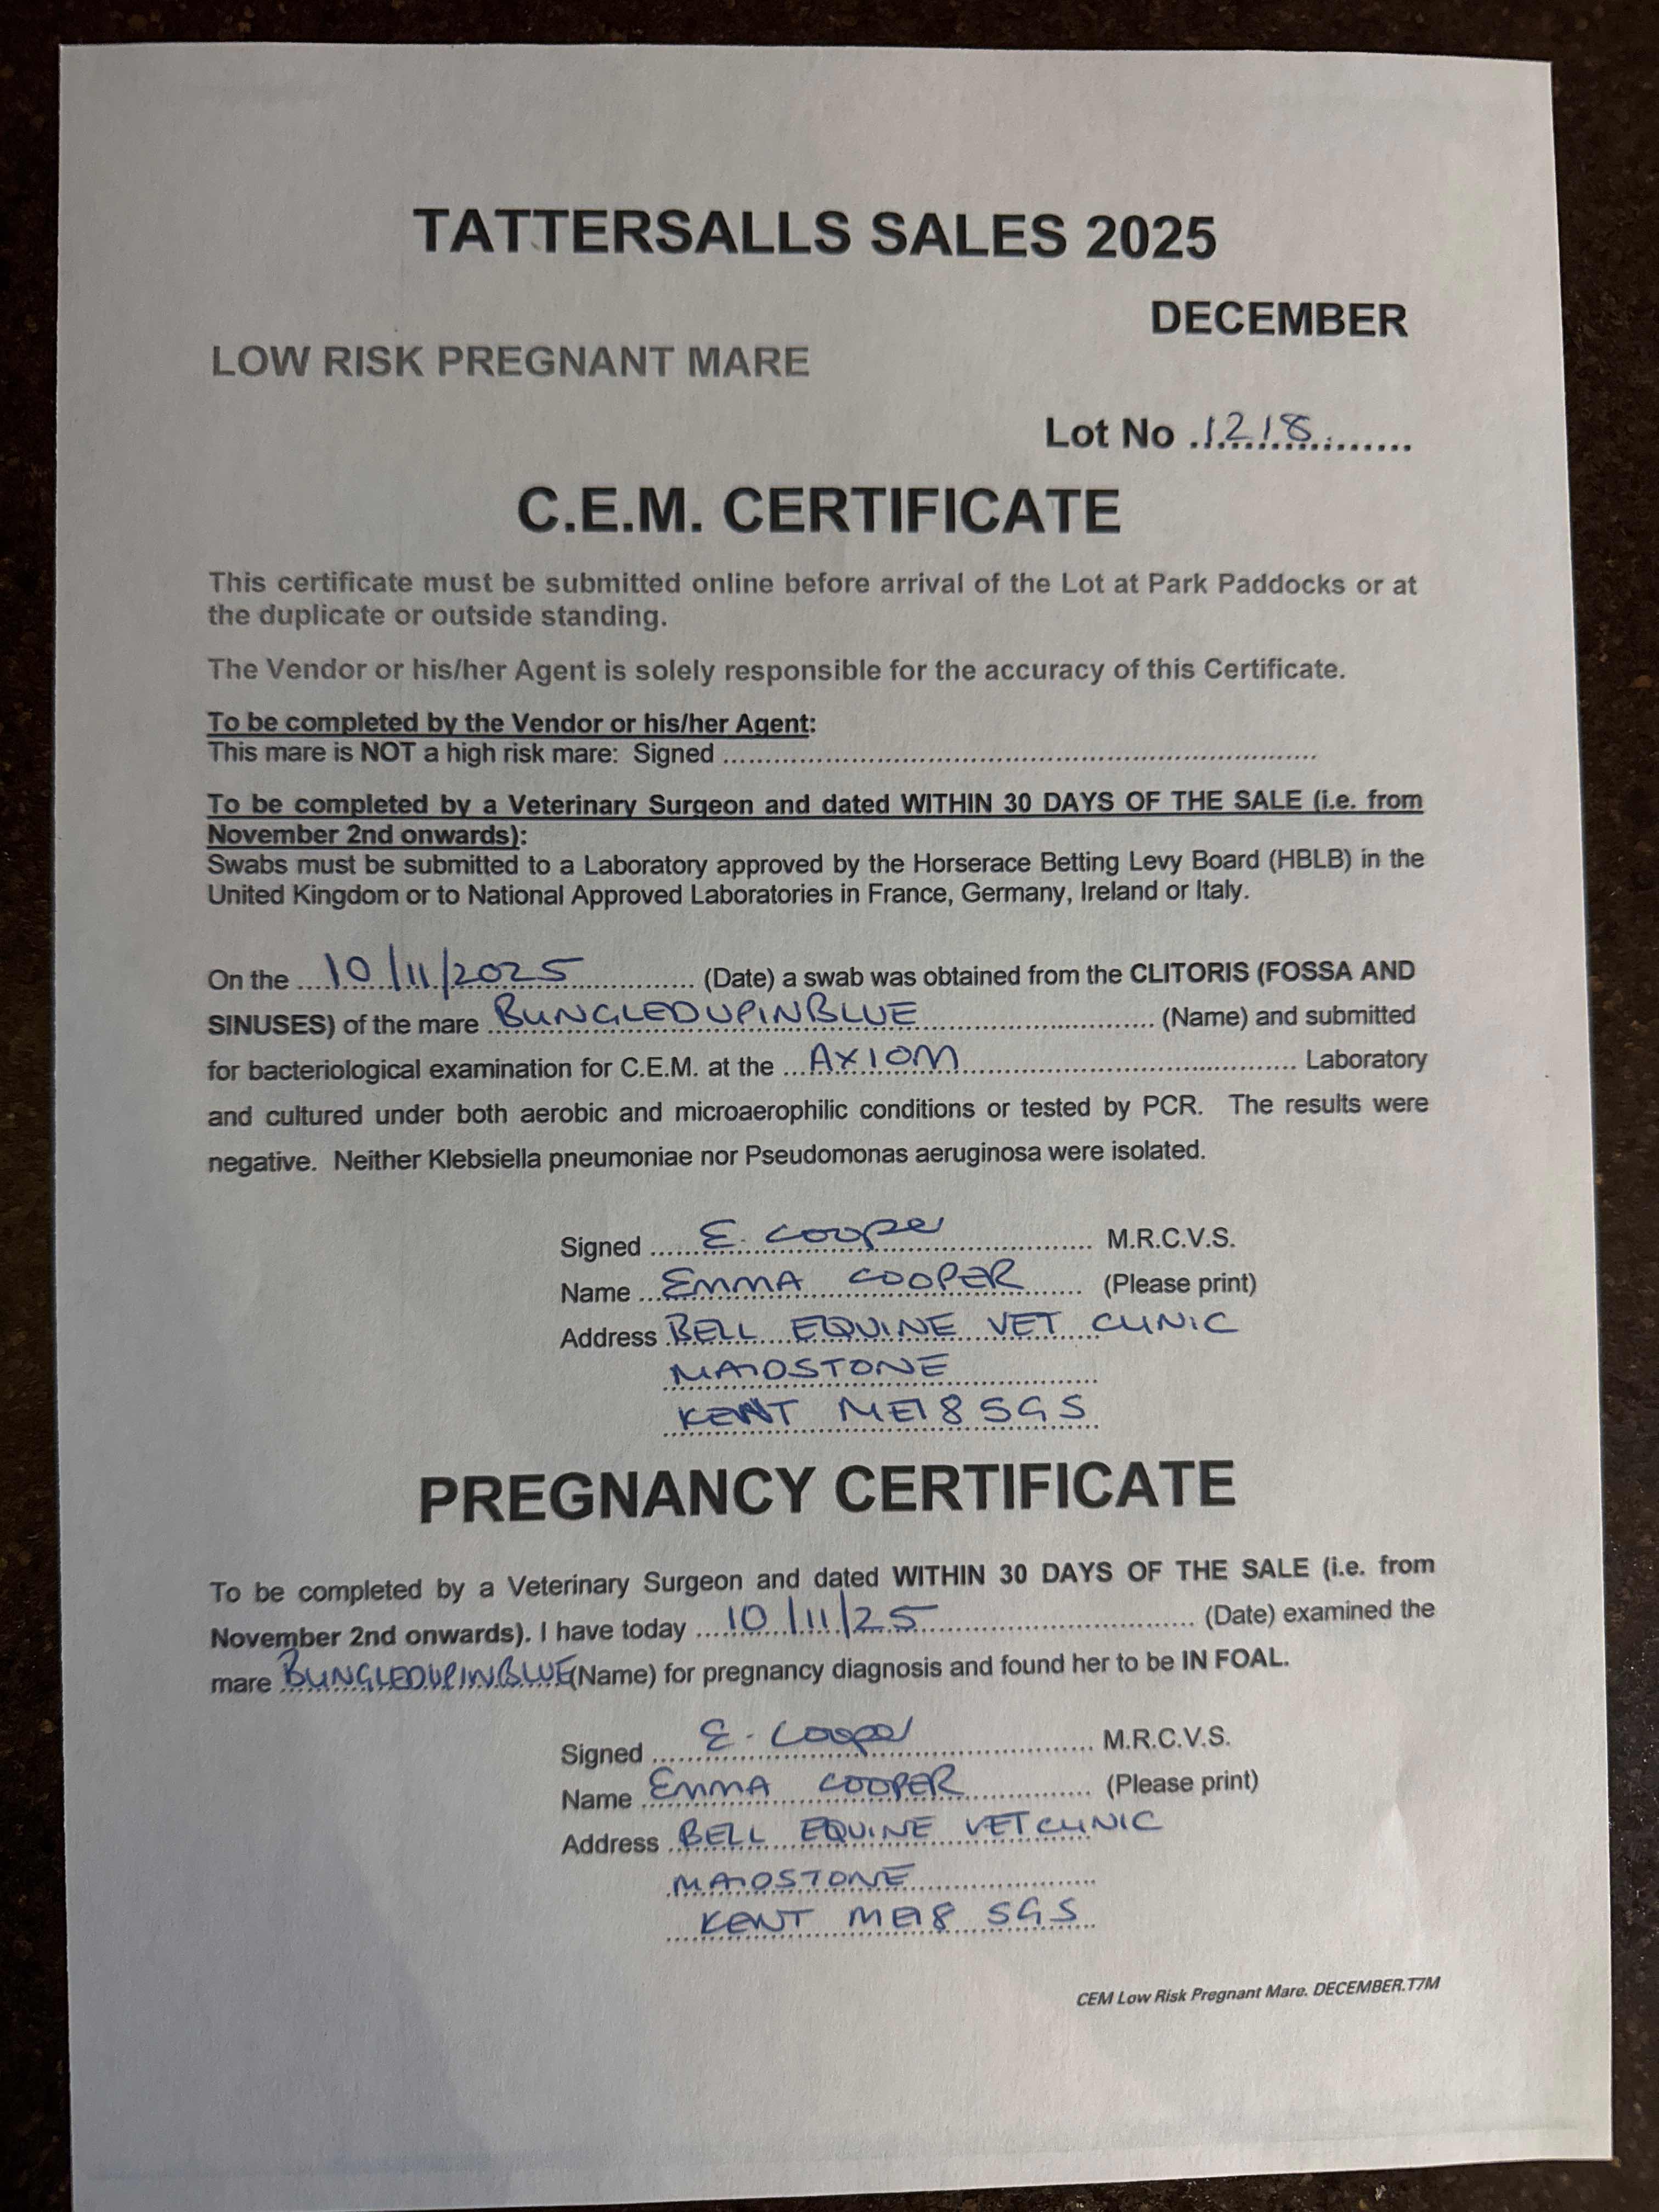 TATTERSALLS SALES 2025
DECEMBER
LOW RISK PREGNANT MARE
Lot No 1218
C.E.M. CERTIFICATE
This certificate must be submitted online before arrival of the Lot at Park Paddocks or at
the duplicate or outside standing.
The Vendor or his/her Agent is solely responsible for the accuracy of this Certificate.
To be completed by the Vendor or his/her Agent:
This mare is NOT a high risk mare: Signed
To be completed by a Veterinary Surgeon and dated WITHIN 30 DAYS OF THE SALE (i.e. from
November 2nd onwards):
Swabs must be submitted to a Laboratory approved by the Horserace Betting Levy Board (HBLB) in the
United Kingdom or to National Approved Laboratories in France, Germany, Ireland or Italy.
On the 10/11/2025 (Date) a swab was obtained from the CLITORIS (FOSSA AND
SINUSES) of the mare BUNGLEDUPINBLUE (Name) and submitted
for bacteriological examination for C.E.M. at the AXIOM Laboratory
and cultured under both aerobic and microaerophilic conditions or tested by PCR. The results were
negative. Neither Klebsiella pneumoniae nor Pseudomonas aeruginosa were isolated.
Signed E. Cooper M.R.C.V.S.
Name EMMA COOPER (Please print)
Address BELL EQUINE VET CLINIC
MAIDSTONE
KENT ME18 5GS
PREGNANCY CERTIFICATE
To be completed by a Veterinary Surgeon and dated WITHIN 30 DAYS OF THE SALE (i.e. from
November 2nd onwards). I have today 10/11/25 (Date) examined the
mare BUNGLEDUPINBLUE (Name) for pregnancy diagnosis and found her to be IN FOAL.
Signed E. Cooper M.R.C.V.S.
Name EMMA COOPER (Please print)
Address BELL EQUINE VET CLINIC
MAIDSTONE
KENT ME18 5GS
CEM Low Risk Pregnant Mare. DECEMBER.T7M